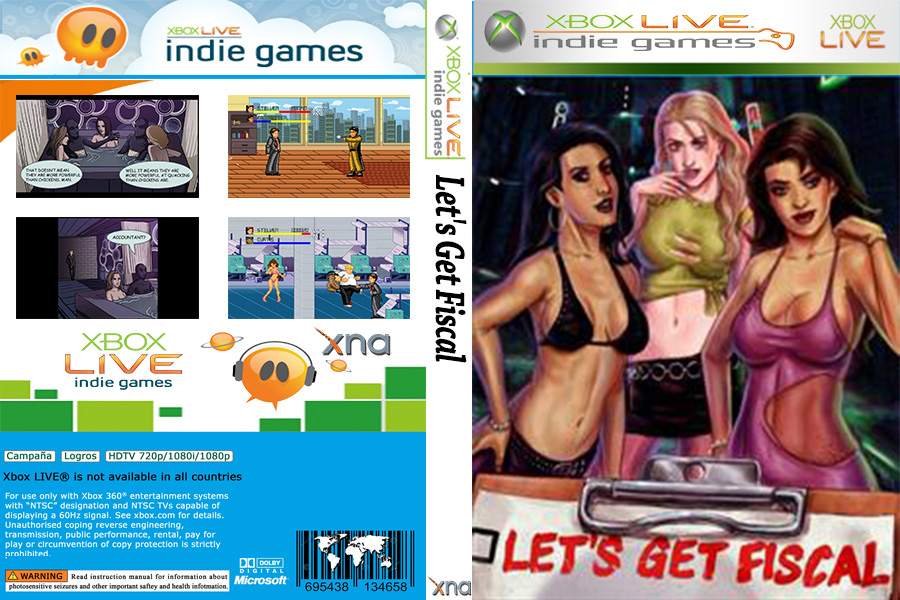 XBOX LIVE
indie games
THAT DOESN'T MEAN
THEY ARE MORE POWERFUL
THAN CHICKENS, MAN.
WELL IT MEANS THEY ARE
MORE POWERFUL AT QUACKING
THAN CHICKENS ARE.
STEEVEN
ACCOUNTANT?
STEEVEN
CURTIS
XBOX
LIVE
indie games
xna
Campaña
Logros
HDTV 720p/1080i/1080p
Xbox LIVE® is not available in all countries
For use only with Xbox 360® entertainment systems
with “NTSC” designation and NTSC TVs capable of
displaying a 60Hz signal. See xbox.com for details.
Unauthorised coping reverse engineering,
transmission, public performance, rental, pay for
play or circumvention of copy protection is strictly
prohibited.
WARNING Read instruction manual for information about
photosensitive seizures and other important saftey and health infotmation.
DOLBY
DIGITAL
Microsoft®
695438 134658
XBOX LIVE
indie games
Let's Get Fiscal
xna
XBOX LIVE
indie games
XBOX
LIVE
LET'S GET FISCAL